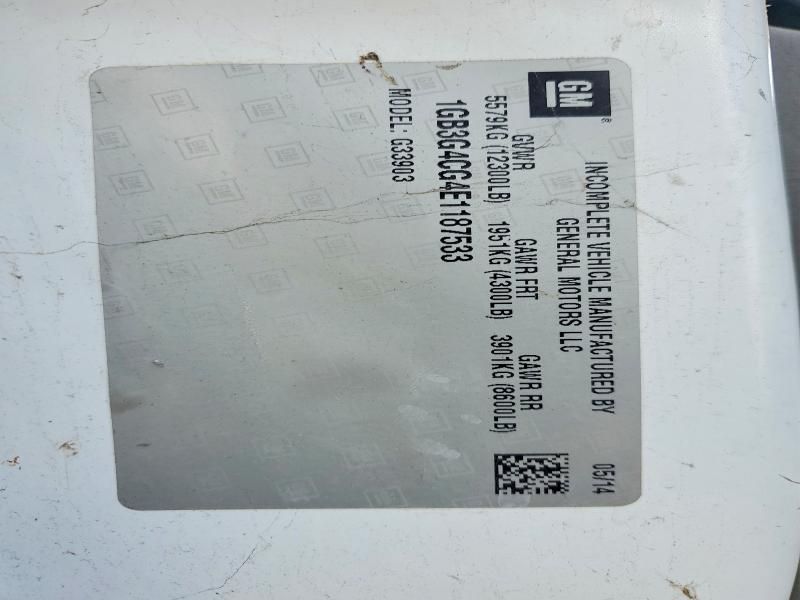 GM®
INCOMPLETE VEHICLE MANUFACTURED BY 05/14
GENERAL MOTORS LLC
GVWR GAWR FRT GAWR RR
5579KG (12300LB) 1951KG (4300LB) 3901KG (8600LB)
1GB3G4CG4E1187533
MODEL: G33903